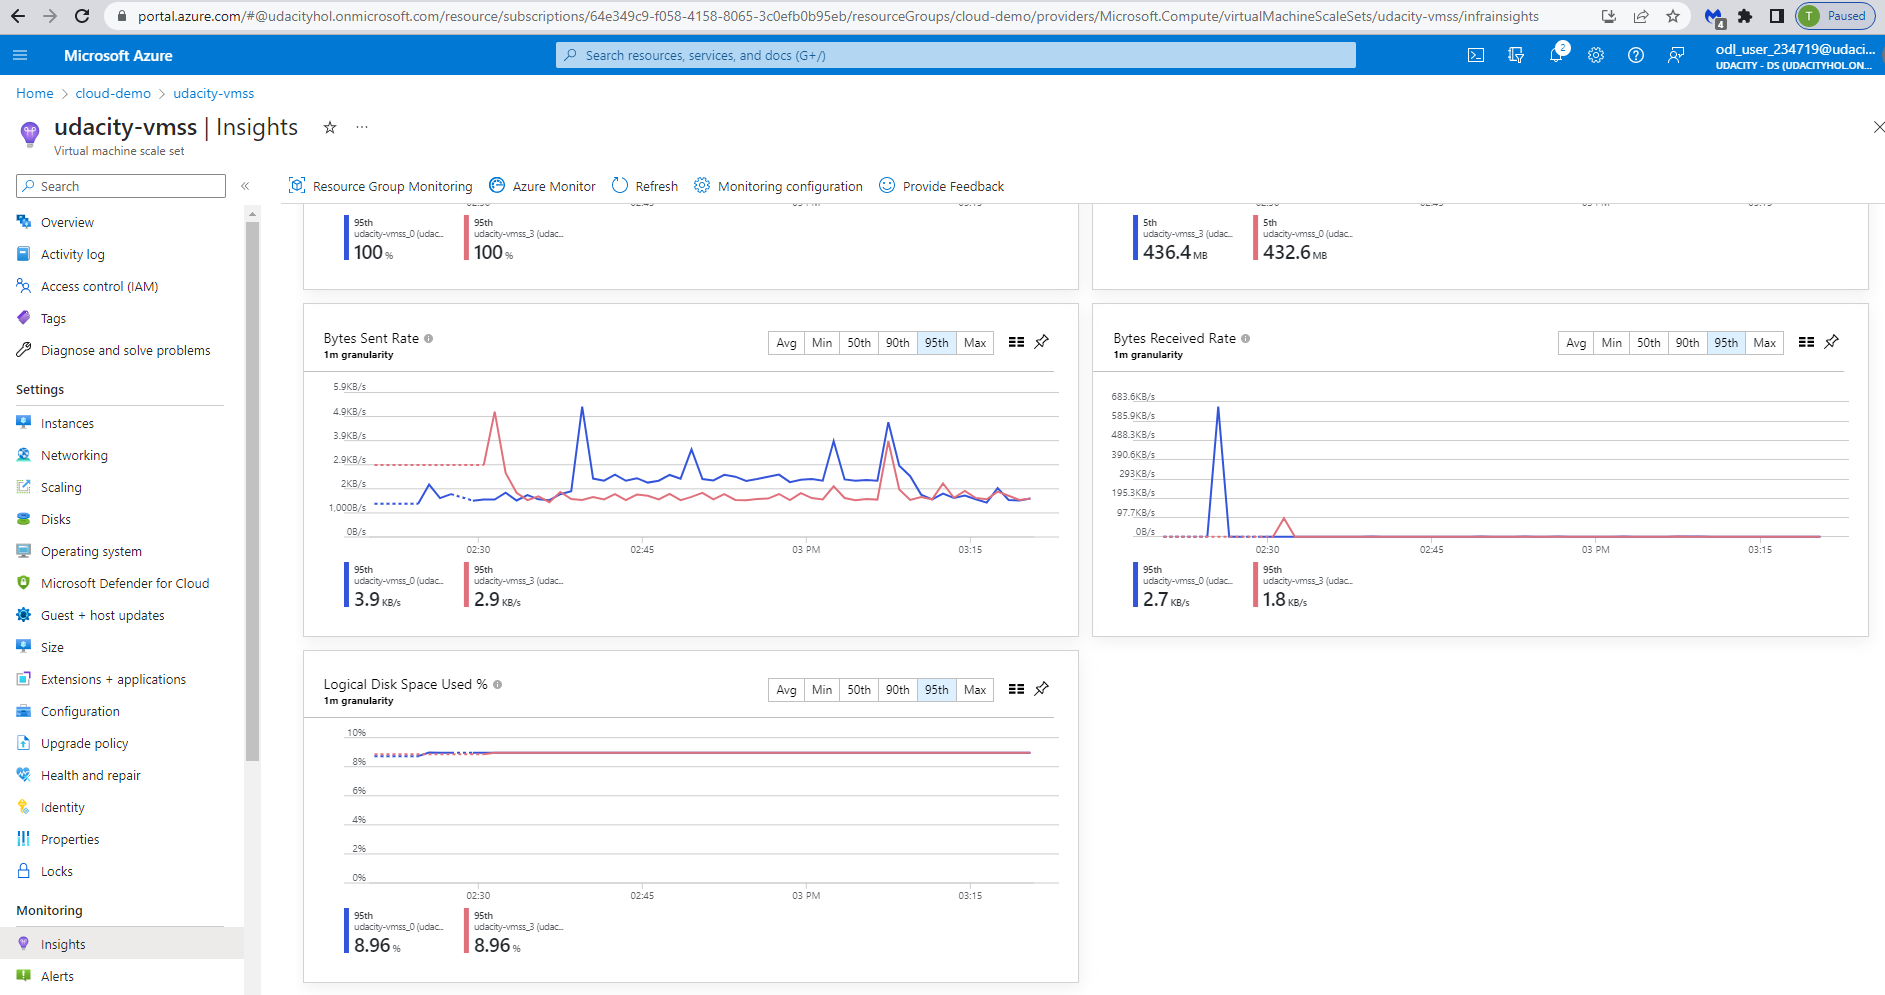 portal.azure.com/#@udacityhol.onmicrosoft.com/resource/subscriptions/64e349c9-f058-4158-8065-3c0efb0b95eb/resourceGroups/cloud-demo/providers/Microsoft.Compute/virtualMachineScaleSets/udacity-vmss/infrainsights
4
T Paused
Microsoft Azure
Search resources, services, and docs (G+/)
2
odl_user_234719@udaci...
UDACITY - DS (UDACITYHOL.ON...
Home > cloud-demo > udacity-vmss
udacity-vmss | Insights
Virtual machine scale set
Search
Overview
Activity log
Access control (IAM)
Tags
Diagnose and solve problems
Settings
Instances
Networking
Scaling
Disks
Operating system
Microsoft Defender for Cloud
Guest + host updates
Size
Extensions + applications
Configuration
Upgrade policy
Health and repair
Identity
Properties
Locks
Monitoring
Insights
Alerts
Resource Group Monitoring
Azure Monitor
Refresh
Monitoring configuration
Provide Feedback
95th
udacity-vmss_0 (udac...
100 %
95th
udacity-vmss_3 (udac...
100 %
5th
udacity-vmss_3 (udac...
436.4 MB
5th
udacity-vmss_0 (udac...
432.6 MB
Bytes Sent Rate
1m granularity
Avg Min 50th 90th 95th Max
5.9KB/s
4.9KB/s
3.9KB/s
2.9KB/s
2KB/s
1,000B/s
0B/s
02:30 02:45 03 PM 03:15
95th
udacity-vmss_0 (udac...
3.9 KB/s
95th
udacity-vmss_3 (udac...
2.9 KB/s
Bytes Received Rate
1m granularity
Avg Min 50th 90th 95th Max
683.6KB/s
585.9KB/s
488.3KB/s
390.6KB/s
293KB/s
195.3KB/s
97.7KB/s
0B/s
02:30 02:45 03 PM 03:15
95th
udacity-vmss_0 (udac...
2.7 KB/s
95th
udacity-vmss_3 (udac...
1.8 KB/s
Logical Disk Space Used %
1m granularity
Avg Min 50th 90th 95th Max
10%
8%
6%
4%
2%
0%
02:30 02:45 03 PM 03:15
95th
udacity-vmss_0 (udac...
8.96 %
95th
udacity-vmss_3 (udac...
8.96 %